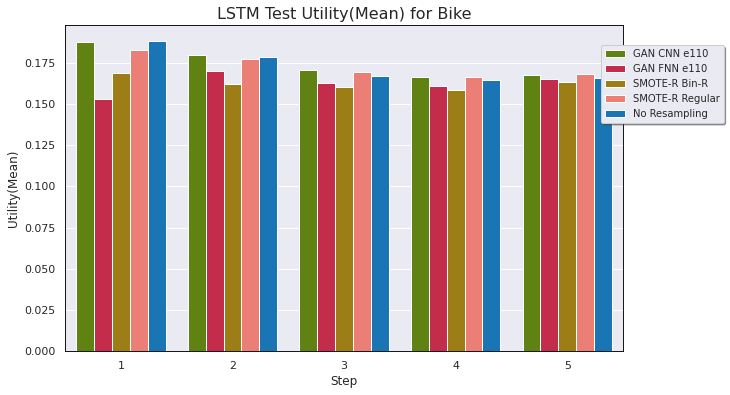 LSTM Test Utility(Mean) for Bike
GAN CNN e110
GAN FNN e110
SMOTE-R Bin-R
SMOTE-R Regular
No Resampling
Utility(Mean)
0.175
0.150
0.125
0.100
0.075
0.050
0.025
0.000
1 2 3 4 5
Step